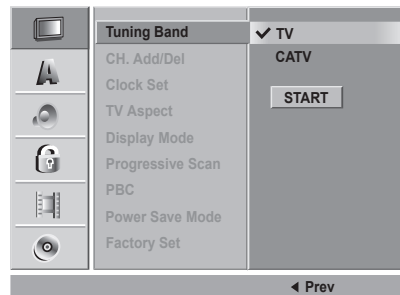 Tuning Band
CH. Add/Del
Clock Set
TV Aspect
Display Mode
Progressive Scan
PBC
Power Save Mode
Factory Set
✔ TV
CATV
START
A
◀ Prev